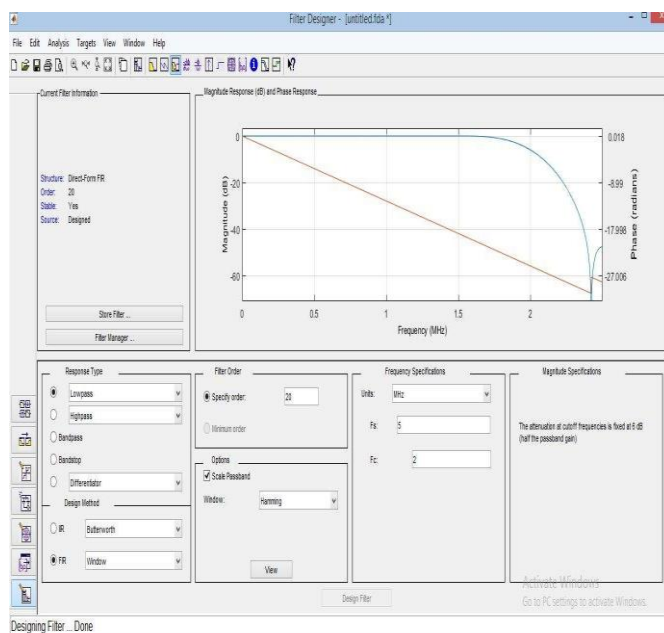 Filter Designer - [untitled.fda *]
File Edit Analysis Targets View Window Help
Current Filter Information
Structure: Direct-Form FIR
Order: 20
Stable: Yes
Source: Designed
Store Filter ...
Filter Manager ...
Magnitude Response (dB) and Phase Response
Magnitude (dB)
0
-20
-40
-60
0 0.5 1 1.5 2
Frequency (MHz)
0.018
-8.99
-17.998
-27.006
Phase (radians)
Response Type
Lowpass
Highpass
Bandpass
Bandstop
Differentiator
Design Method
IIR Butterworth
FIR Window
Filter Order
Specify order: 20
Minimum order
Options
Scale Passband
Window: Hamming
View
Frequency Specifications
Units: MHz
Fs: 5
Fc: 2
Magnitude Specifications
The attenuation at cutoff frequencies is fixed at 6 dB
(half the passband gain)
Design Filter
Activate Windows
Go to PC settings to activate Windows.
Designing Filter ... Done